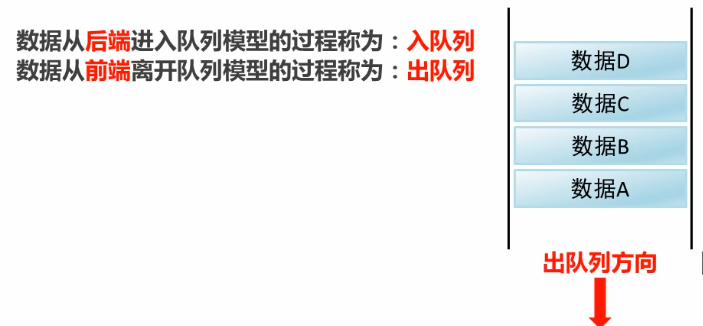 数据从后端进入队列模型的过程称为：入队列
数据从前端离开队列模型的过程称为：出队列
数据D
数据C
数据B
数据A
出队列方向